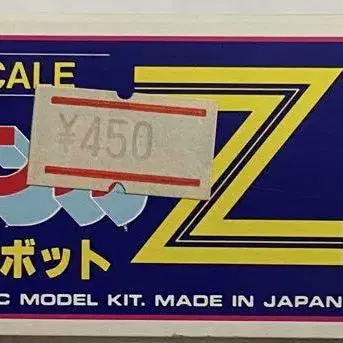 CALE
¥450
Z
ボット
C MODEL KIT. MADE IN JAPAN